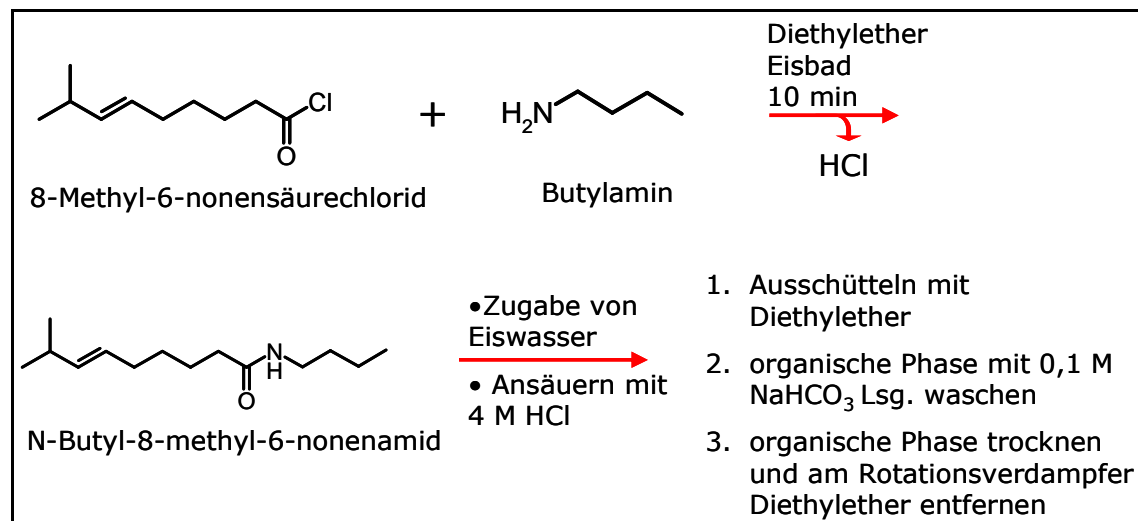 Diethylether
Eisbad
10 min
Cl
O
+
H₂N
HCl
8-Methyl-6-nonensäurechlorid
Butylamin
N
H
O
N-Butyl-8-methyl-6-nonenamid
•Zugabe von
Eiswasser
• Ansäuern mit
4 M HCl
1. Ausschütteln mit
Diethylether
2. organische Phase mit 0,1 M
NaHCO₃ Lsg. waschen
3. organische Phase trocknen
und am Rotationsverdampfer
Diethylether entfernen